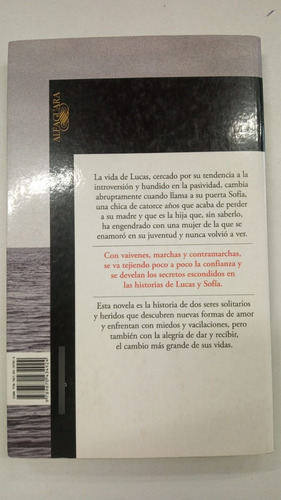 ALFAGUARA
La vida de Lucas, cercado por su tendencia a la
introversión y hundido en la pasividad, cambia
abruptamente cuando llama a su puerta Sofía,
una chica de catorce años que acaba de perder
a su madre y que es la hija que, sin saberlo,
ha engendrado con una mujer de la que se
enamoró en su juventud y nunca volvió a ver.
Con vaivenes, marchas y contramarchas,
se va tejiendo poco a poco la confianza y
se develan los secretos escondidos en
las historias de Lucas y Sofía.
Esta novela es la historia de dos seres solitarios
y heridos que descubren nuevas formas de amor
y enfrentan con miedos y vacilaciones, pero
también con la alegría de dar y recibir,
el cambio más grande de sus vidas.